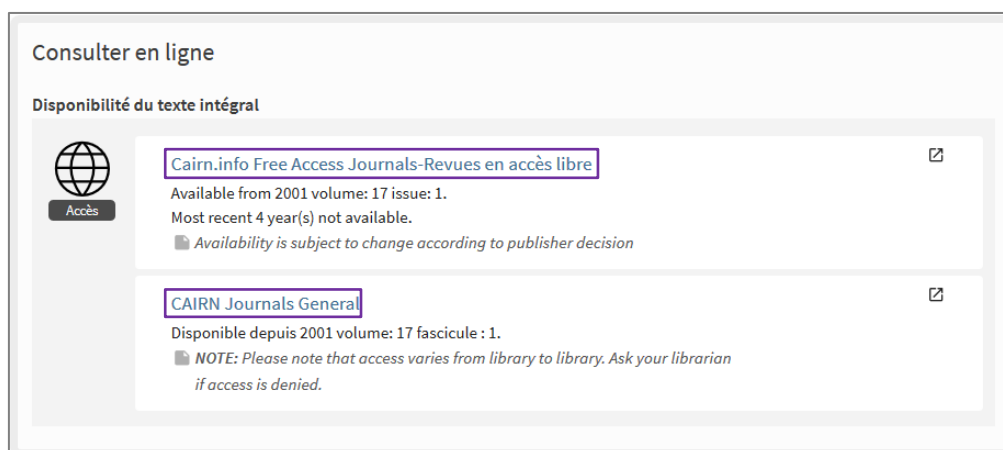 Consulter en ligne
Disponibilité du texte intégral
Accès
Cairn.info Free Access Journals-Revues en accès libre
Available from 2001 volume: 17 issue: 1.
Most recent 4 year(s) not available.
Availability is subject to change according to publisher decision
CAIRN Journals General
Disponible depuis 2001 volume: 17 fascicule : 1.
NOTE: Please note that access varies from library to library. Ask your librarian
if access is denied.